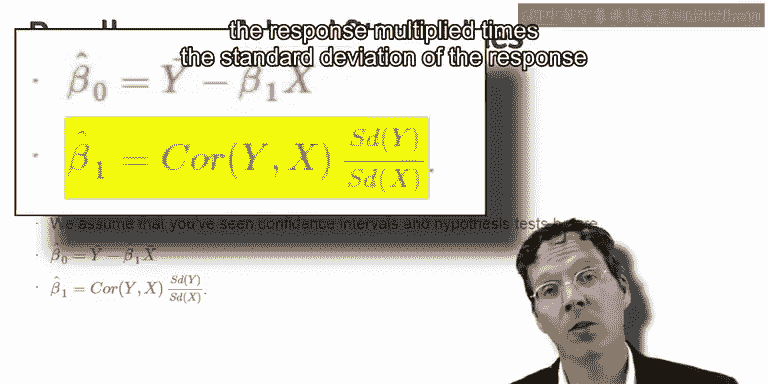 the response multiplied times
the standard deviation of the response
· β̂₀ = Ȳ − β̂₁X̄
· β̂₁ = Cor(Y, X) Sd(Y)/Sd(X).
· We assume that you've seen confidence intervals and hypothesis tests before.
· β̂₀ = Ȳ − β̂₁X̄
· β̂₁ = Cor(Y, X) Sd(Y)/Sd(X).